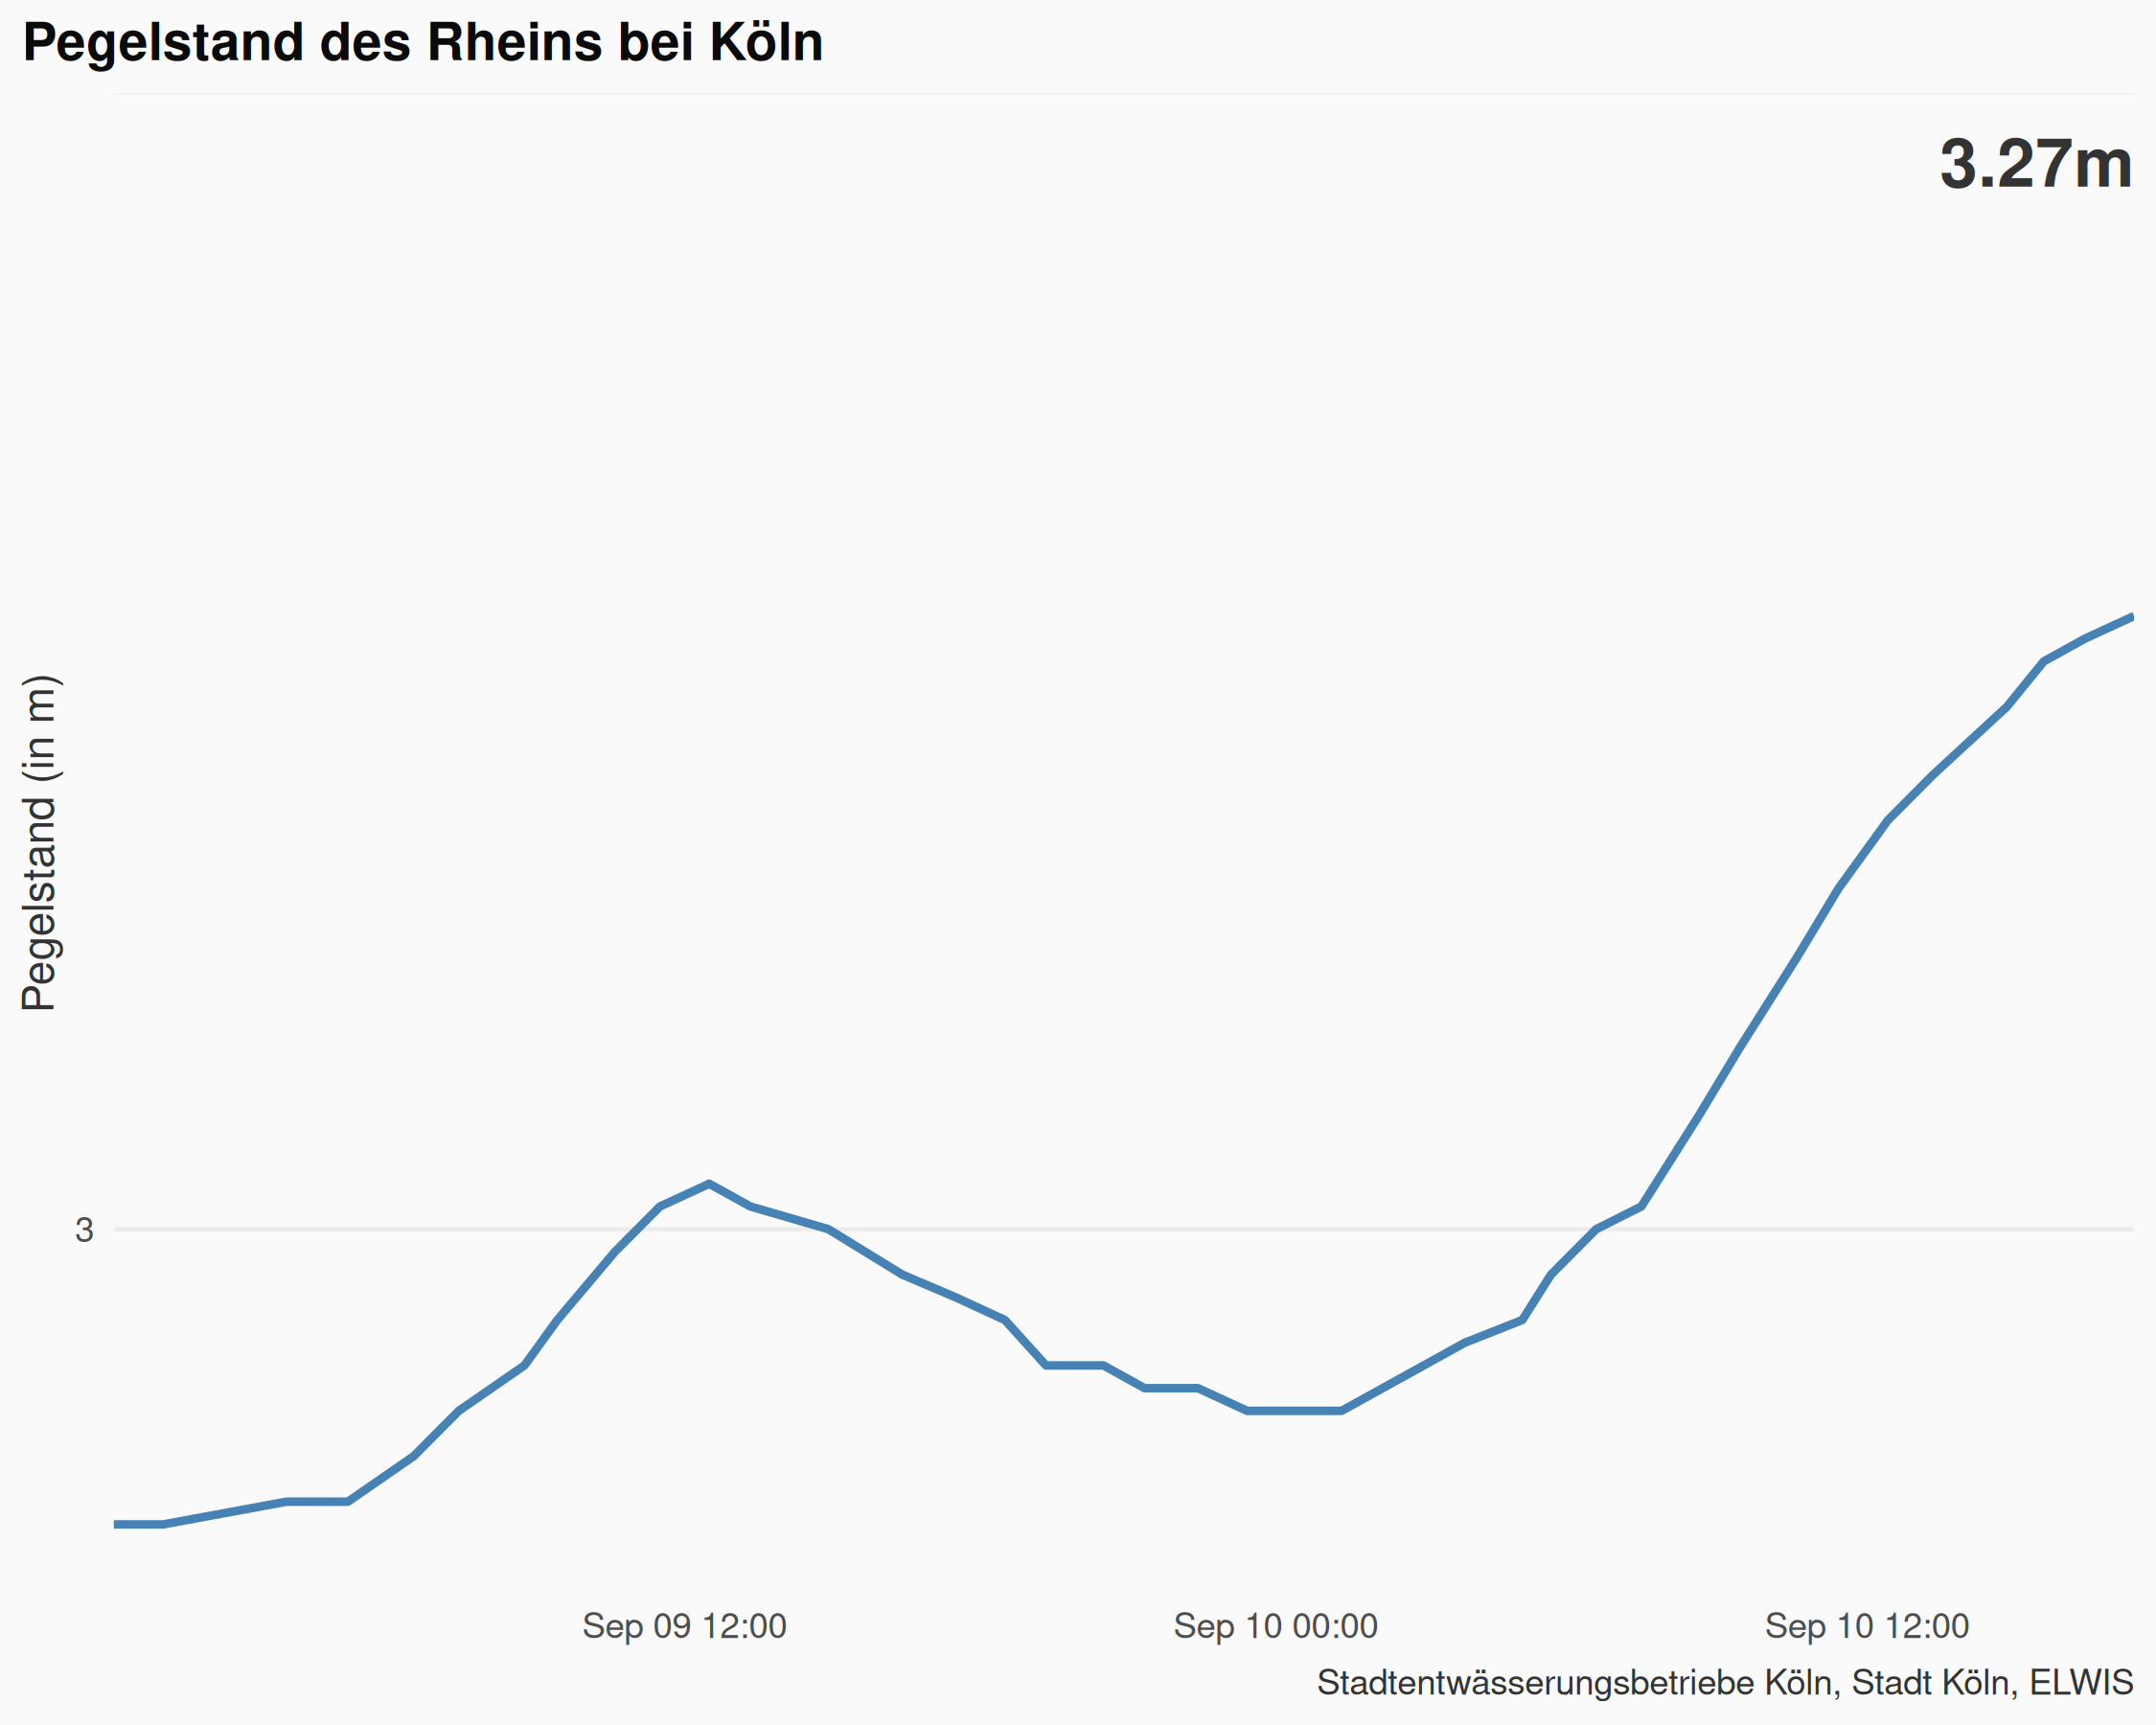 Pegelstand des Rheins bei Köln
3.27m
Pegelstand (in m)
3
Sep 09 12:00
Sep 10 00:00
Sep 10 12:00
Stadtentwässerungsbetriebe Köln, Stadt Köln, ELWIS